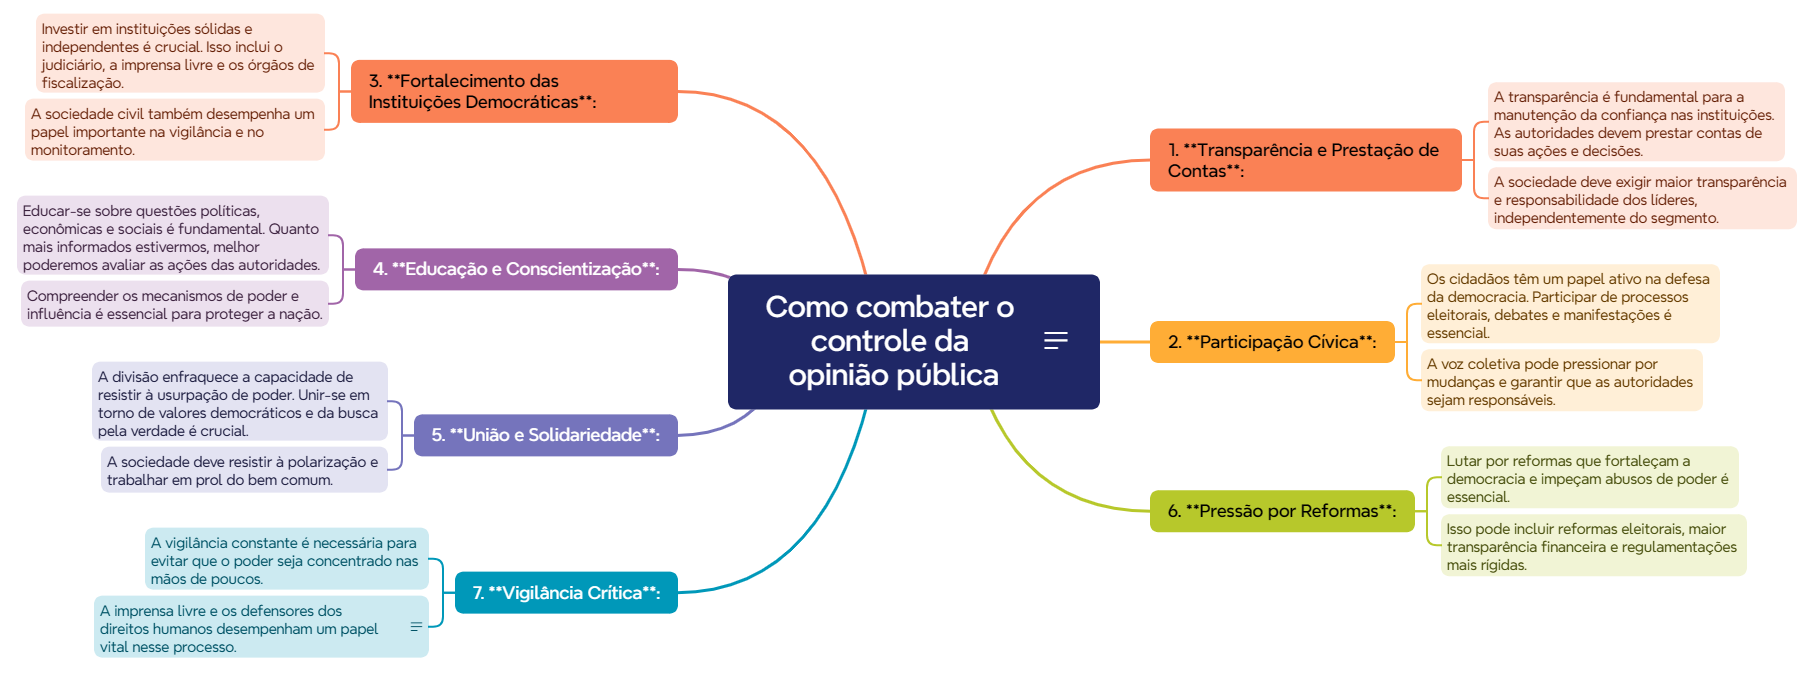 Como combater o
controle da
opinião pública
1. **Transparência e Prestação de
Contas**:
A transparência é fundamental para a
manutenção da confiança nas instituições.
As autoridades devem prestar contas de
suas ações e decisões.
A sociedade deve exigir maior transparência
e responsabilidade dos líderes,
independentemente do segmento.
2. **Participação Cívica**:
Os cidadãos têm um papel ativo na defesa
da democracia. Participar de processos
eleitorais, debates e manifestações é
essencial.
A voz coletiva pode pressionar por
mudanças e garantir que as autoridades
sejam responsáveis.
3. **Fortalecimento das
Instituições Democráticas**:
Investir em instituições sólidas e
independentes é crucial. Isso inclui o
judiciário, a imprensa livre e os órgãos de
fiscalização.
A sociedade civil também desempenha um
papel importante na vigilância e no
monitoramento.
4. **Educação e Conscientização**:
Educar-se sobre questões políticas,
econômicas e sociais é fundamental. Quanto
mais informados estivermos, melhor
poderemos avaliar as ações das autoridades.
Compreender os mecanismos de poder e
influência é essencial para proteger a nação.
5. **União e Solidariedade**:
A divisão enfraquece a capacidade de
resistir à usurpação de poder. Unir-se em
torno de valores democráticos e da busca
pela verdade é crucial.
A sociedade deve resistir à polarização e
trabalhar em prol do bem comum.
6. **Pressão por Reformas**:
Lutar por reformas que fortaleçam a
democracia e impeçam abusos de poder é
essencial.
Isso pode incluir reformas eleitorais, maior
transparência financeira e regulamentações
mais rígidas.
7. **Vigilância Crítica**:
A vigilância constante é necessária para
evitar que o poder seja concentrado nas
mãos de poucos.
A imprensa livre e os defensores dos
direitos humanos desempenham um papel
vital nesse processo.